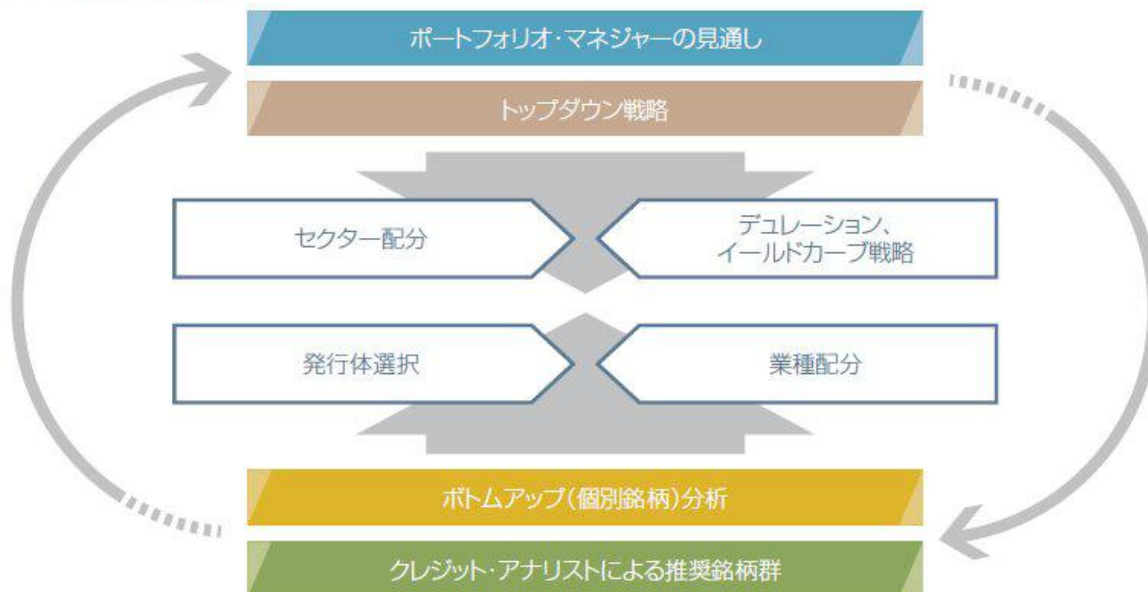 ポートフォリオ・マネジャーの見通し
トップダウン戦略
セクター配分
デュレーション、
イールドカーブ戦略
発行体選択
業種配分
ボトムアップ(個別銘柄)分析
クレジット・アナリストによる推奨銘柄群